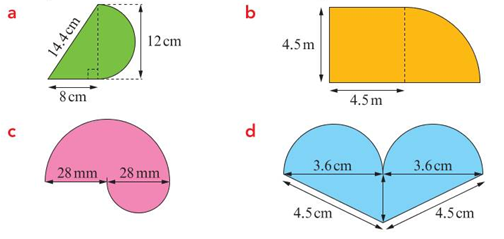 a
14.4 cm
12 cm
8 cm
b
4.5 m
4.5 m
c
28 mm 28 mm
d
3.6 cm 3.6 cm
4.5 cm 4.5 cm